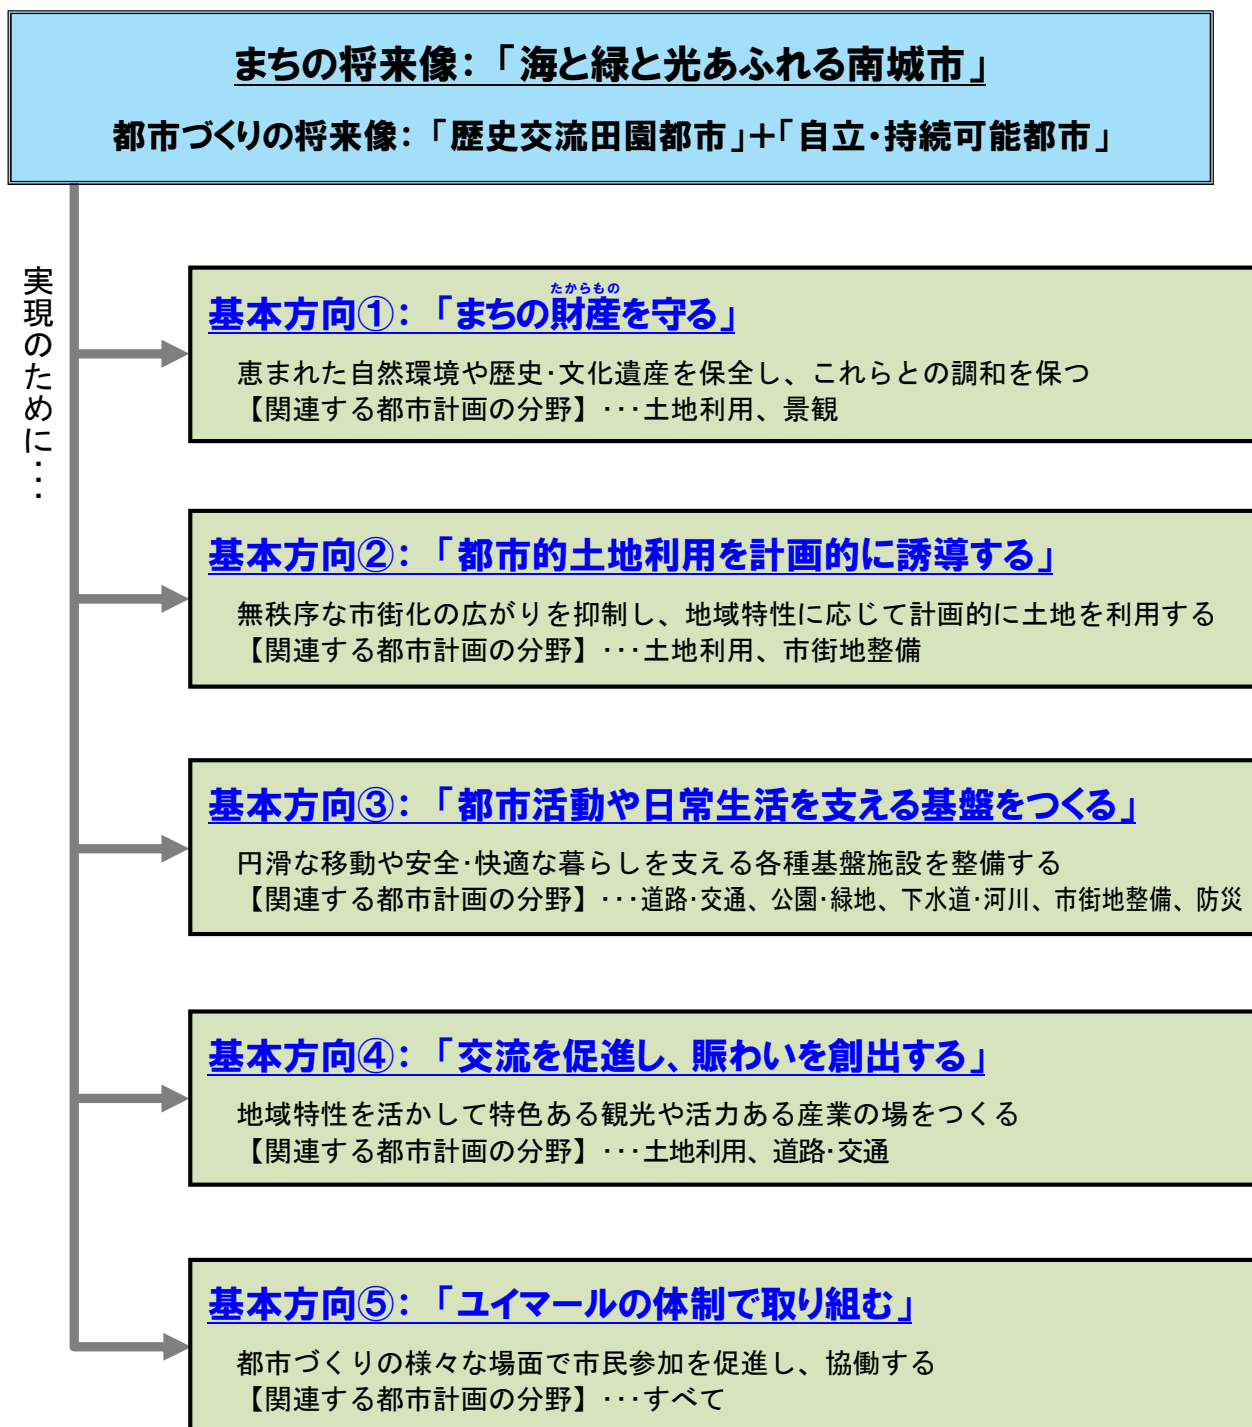 まちの将来像：「海と緑と光あふれる南城市」
都市づくりの将来像：「歴史交流田園都市」＋「自立・持続可能都市」
実現のために・・・
たからもの
基本方向①：「まちの財産を守る」
恵まれた自然環境や歴史・文化遺産を保全し、これらとの調和を保つ
【関連する都市計画の分野】・・・土地利用、景観
基本方向②：「都市的土地利用を計画的に誘導する」
無秩序な市街化の広がりを抑制し、地域特性に応じて計画的に土地を利用する
【関連する都市計画の分野】・・・土地利用、市街地整備
基本方向③：「都市活動や日常生活を支える基盤をつくる」
円滑な移動や安全・快適な暮らしを支える各種基盤施設を整備する
【関連する都市計画の分野】・・・道路・交通、公園・緑地、下水道・河川、市街地整備、防災
基本方向④：「交流を促進し、賑わいを創出する」
地域特性を活かして特色ある観光や活力ある産業の場をつくる
【関連する都市計画の分野】・・・土地利用、道路・交通
基本方向⑤：「ユイマールの体制で取り組む」
都市づくりの様々な場面で市民参加を促進し、協働する
【関連する都市計画の分野】・・・すべて